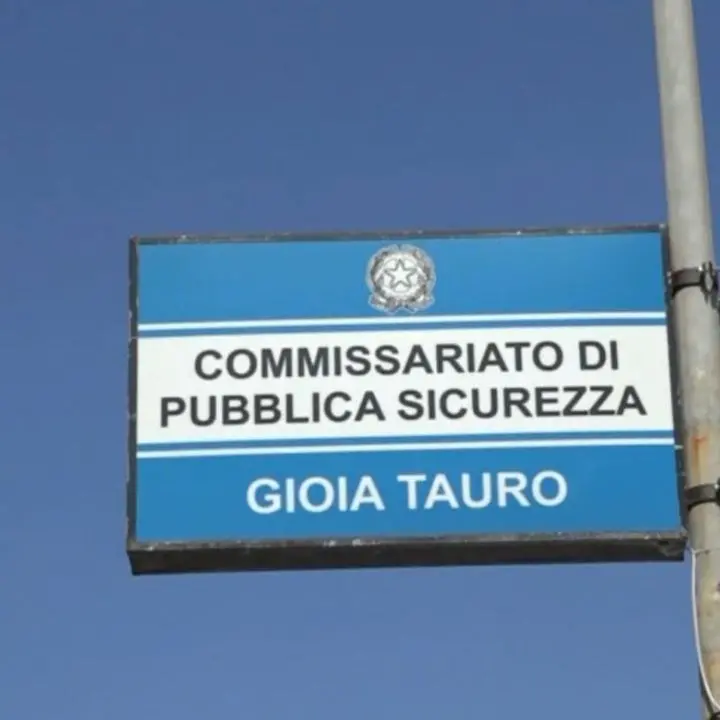 COMMISSARIATO DI
PUBBLICA SICUREZZA
GIOIA TAURO